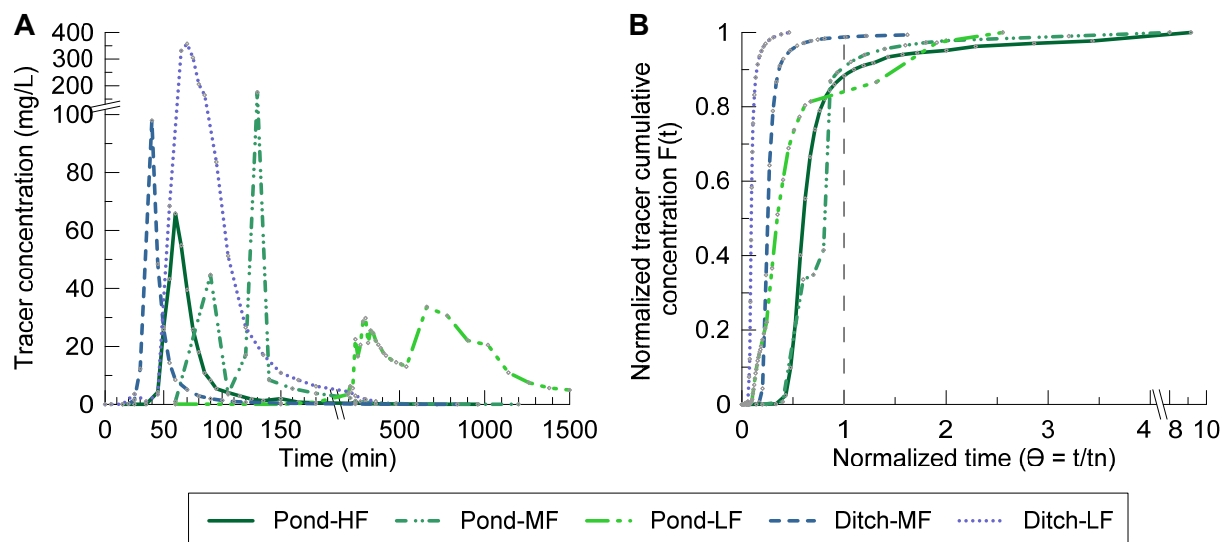 A
Tracer concentration (mg/L)
400
300
200
100
100
80
60
40
20
0
0 50 100 150 500 1000 1500
Time (min)
B
Normalized tracer cumulative
concentration F(t)
1
0.8
0.6
0.4
0.2
0
0 1 2 3 4 8 10
Normalized time (Θ = t/tn)
Pond-HF Pond-MF Pond-LF Ditch-MF Ditch-LF